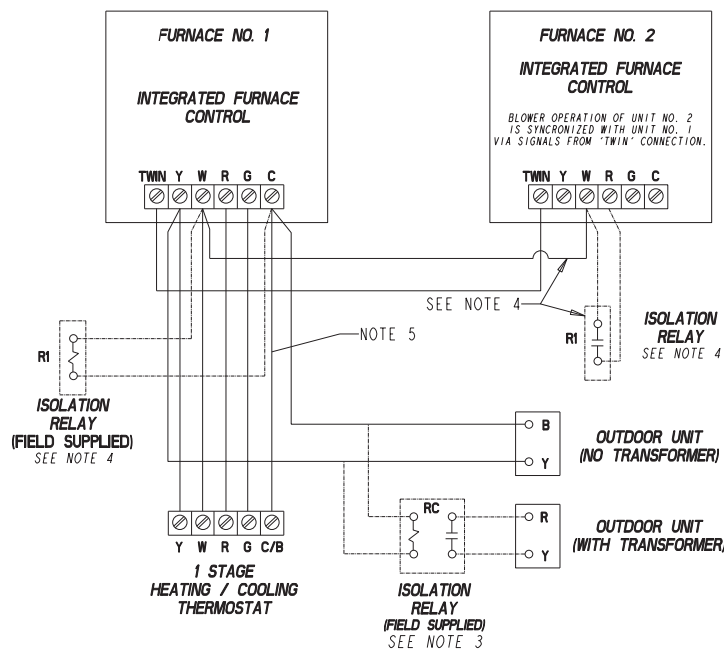 FURNACE NO. 1
INTEGRATED FURNACE
CONTROL
TWIN Y W R G C
FURNACE NO. 2
INTEGRATED FURNACE
CONTROL
BLOWER OPERATION OF UNIT NO. 2
IS SYNCRONIZED WITH UNIT NO. 1
VIA SIGNALS FROM 'TWIN' CONNECTION.
TWIN Y W R G C
SEE NOTE 4
NOTE 5
R1
ISOLATION
RELAY
(FIELD SUPPLIED)
SEE NOTE 4
R1
ISOLATION
RELAY
SEE NOTE 4
B
Y
OUTDOOR UNIT
(NO TRANSFORMER)
RC
R
Y
OUTDOOR UNIT
(WITH TRANSFORMER)
ISOLATION
RELAY
(FIELD SUPPLIED)
SEE NOTE 3
Y W R G C/B
1 STAGE
HEATING / COOLING
THERMOSTAT